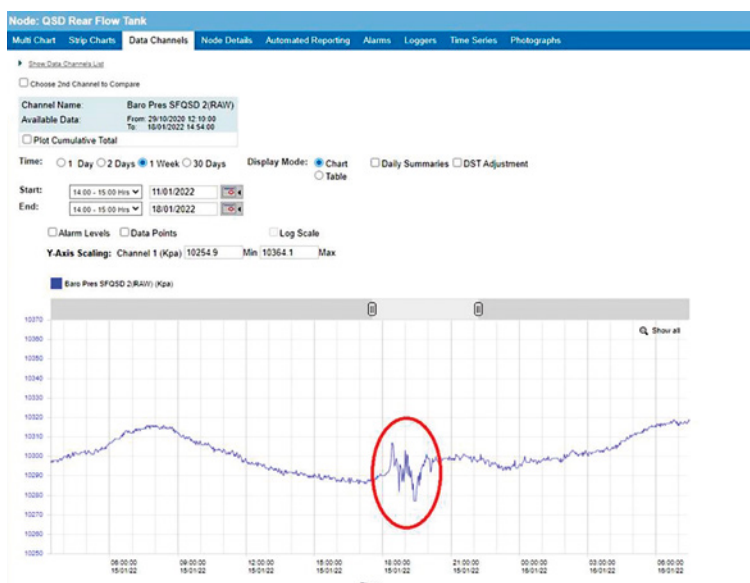 Node: QSD Rear Flow Tank
Multi Chart Strip Charts Data Channels Node Details Automated Reporting Alarms Loggers Time Series Photographs
Show Data Channels List
Choose 2nd Channel to Compare
Channel Name: Baro Pres SFQSD 2(RAW)
Available Data: From: 29/10/2020 12:10:00
To: 18/01/2022 14:54:00
Plot Cumulative Total
Time: 1 Day 2 Days 1 Week 30 Days Display Mode: Chart Daily Summaries DST Adjustment
Table
Start: 14:00 - 15:00 Hrs 11/01/2022
End: 14:00 - 15:00 Hrs 18/01/2022
Alarm Levels Data Points Log Scale
Y-Axis Scaling: Channel 1 (Kpa) 10254.9 Min 10364.1 Max
Baro Pres SFQSD 2(RAW) (Kpa)
10370
Show all
10360
10350
10340
10330
10320
10310
10300
10290
10280
10270
10260
10250
06:00:00 09:00:00 12:00:00 15:00:00 18:00:00 21:00:00 00:00:00 03:00:00 06:00:00
15/01/22 15/01/22 15/01/22 15/01/22 15/01/22 15/01/22 16/01/22 16/01/22 16/01/22